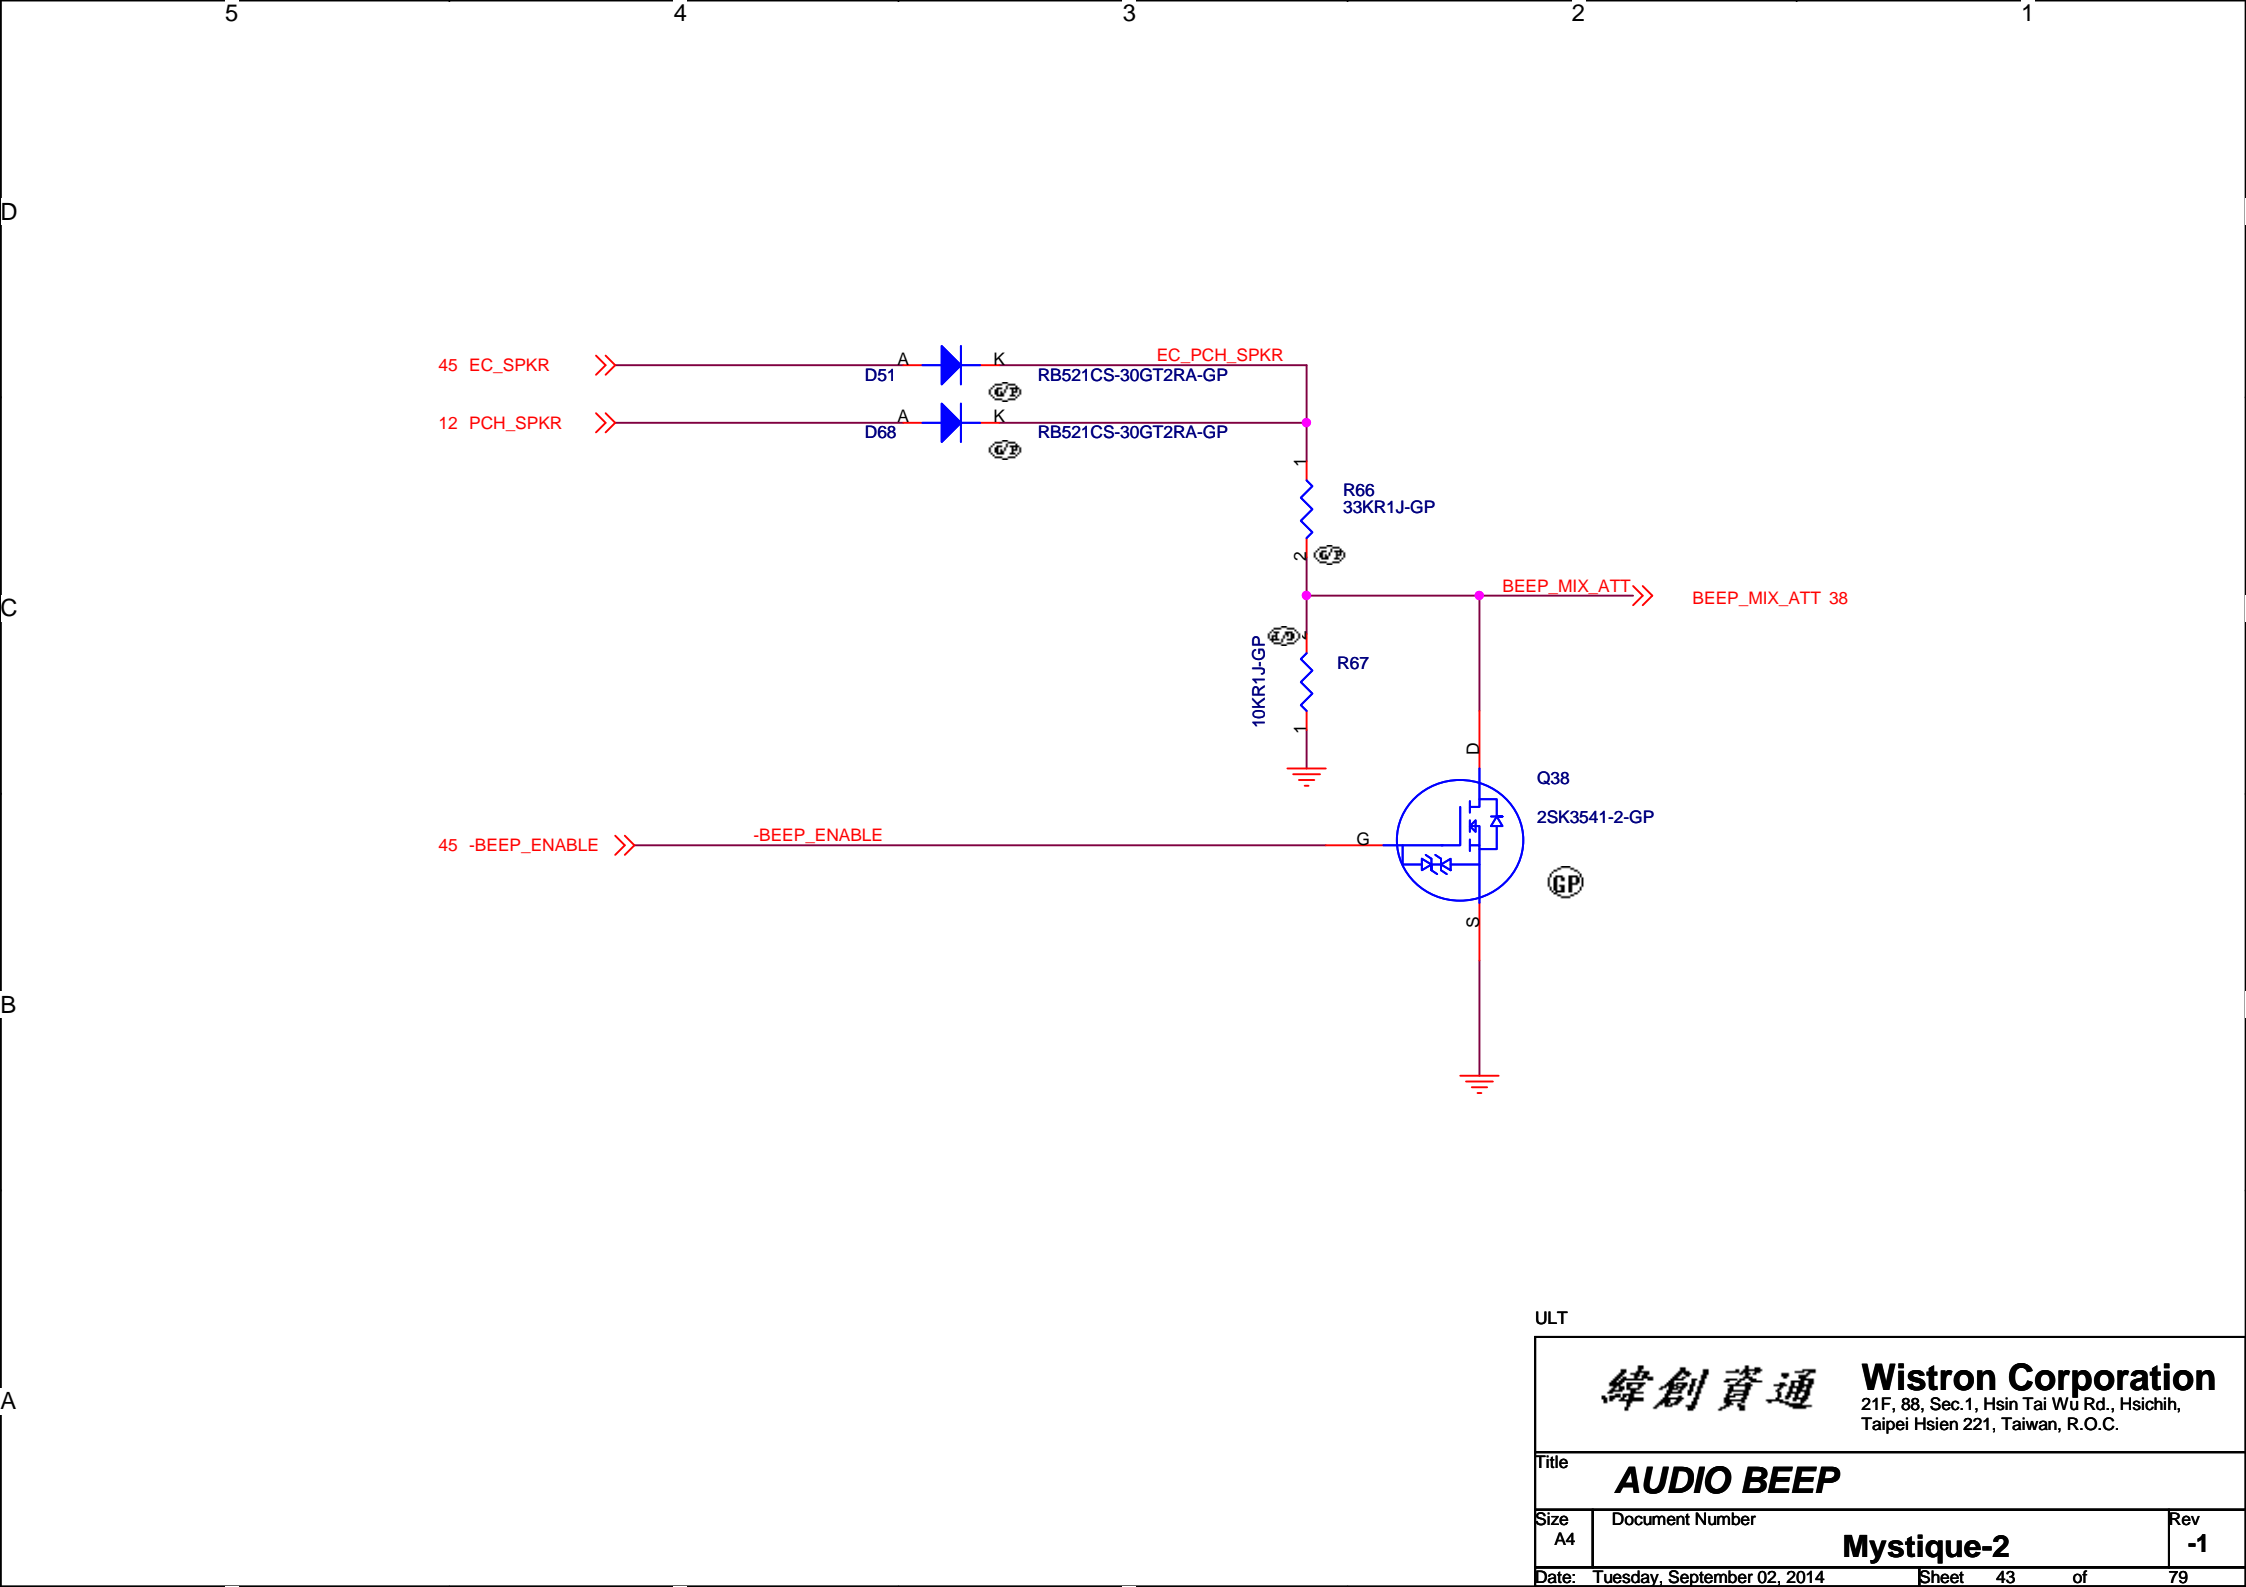 5 4 3 2 1
D
45 EC_SPKR
A
K
EC_PCH_SPKR
D51
RB521CS-30GT2RA-GP
G/P
12 PCH_SPKR
A
K
D68
RB521CS-30GT2RA-GP
G/P
1
R66
33KR1J-GP
2
G/P
BEEP_MIX_ATT
BEEP_MIX_ATT 38
C
G/P
2
10KR1J-GP
R67
1
D
Q38
2SK3541-2-GP
45 -BEEP_ENABLE
-BEEP_ENABLE
G
GP
S
B
A
ULT
緯創資通
Wistron Corporation
21F, 88, Sec.1, Hsin Tai Wu Rd., Hsichih,
Taipei Hsien 221, Taiwan, R.O.C.
Title
AUDIO BEEP
Size
A4
Document Number
Mystique-2
Rev
-1
Date: Tuesday, September 02, 2014
Sheet 43 of 79